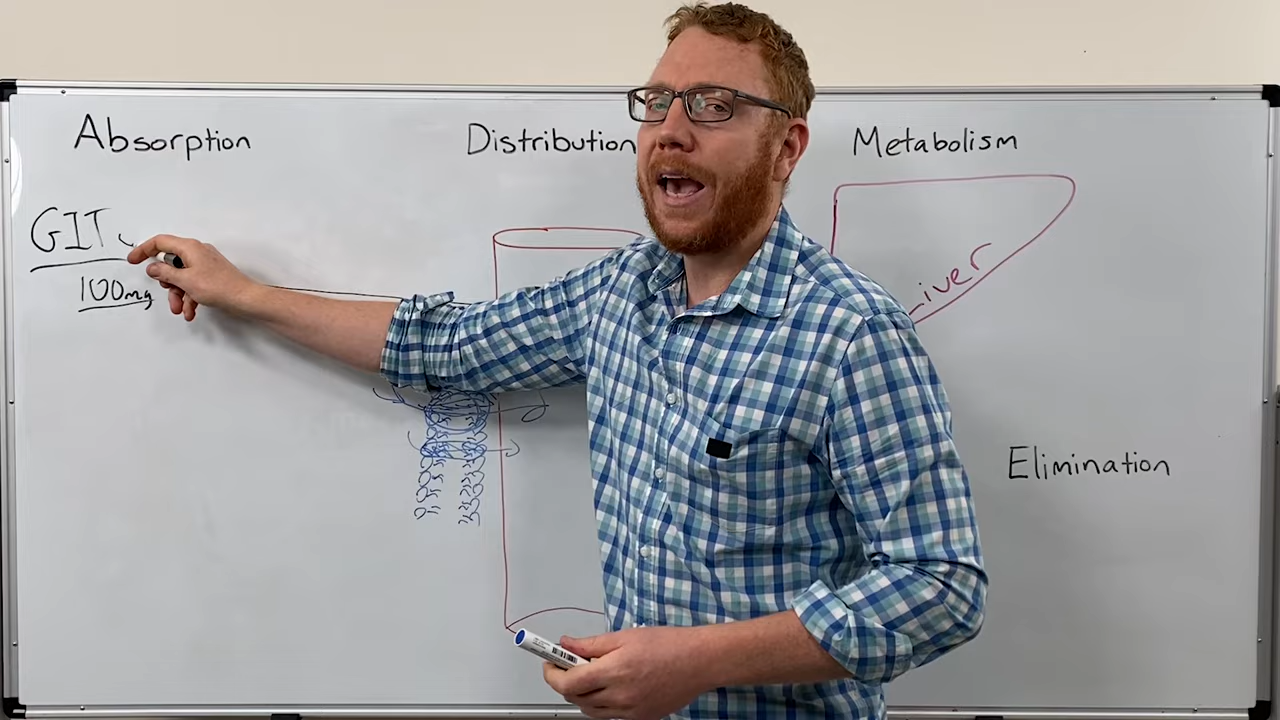 Absorption
Distribution
Metabolism
GIT
100mg
Liver
Elimination